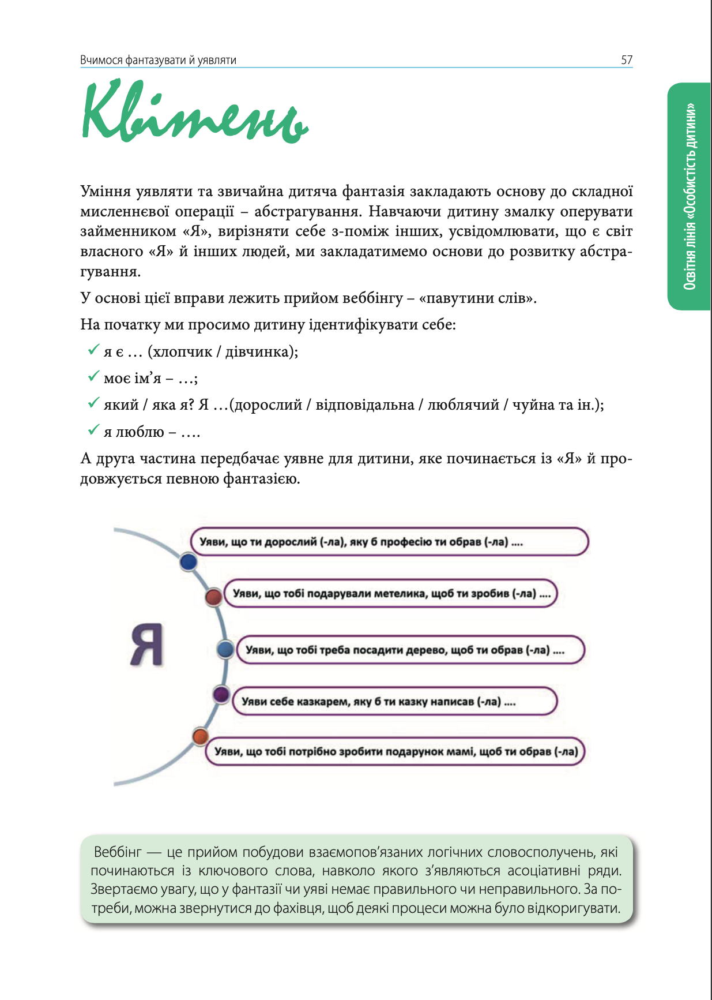 Вчимося фантазувати й уявляти 57
Квітень
Освітня лінія «Особистість дитини»
Уміння уявляти та звичайна дитяча фантазія закладають основу до складної
мисленнєвої операції – абстрагування. Навчаючи дитину змалку оперувати
займенником «Я», вирізняти себе з-поміж інших, усвідомлювати, що є світ
власного «Я» й інших людей, ми закладатимемо основи до розвитку абстра-
гування.
У основі цієї вправи лежить прийом веббінгу – «павутини слів».
На початку ми просимо дитину ідентифікувати себе:
✓ я є … (хлопчик / дівчинка);
✓ моє ім’я – …;
✓ який / яка я? Я …(дорослий / відповідальна / люблячий / чуйна та ін.);
✓ я люблю – ….
А друга частина передбачає уявне для дитини, яке починається із «Я» й про-
довжується певною фантазією.
Я
Уяви, що ти дорослий (-ла), яку б професію ти обрав (-ла) ....
Уяви, що тобі подарували метелика, щоб ти зробив (-ла) ....
Уяви, що тобі треба посадити дерево, щоб ти обрав (-ла) ....
Уяви себе казкарем, яку б ти казку написав (-ла) ....
Уяви, що тобі потрібно зробити подарунок мамі, щоб ти обрав (-ла)
Веббінг — це прийом побудови взаємопов’язаних логічних словосполучень, які
починаються із ключового слова, навколо якого з’являються асоціативні ряди.
Звертаємо увагу, що у фантазії чи уяві немає правильного чи неправильного. За по-
треби, можна звернутися до фахівця, щоб деякі процеси можна було відкоригувати.